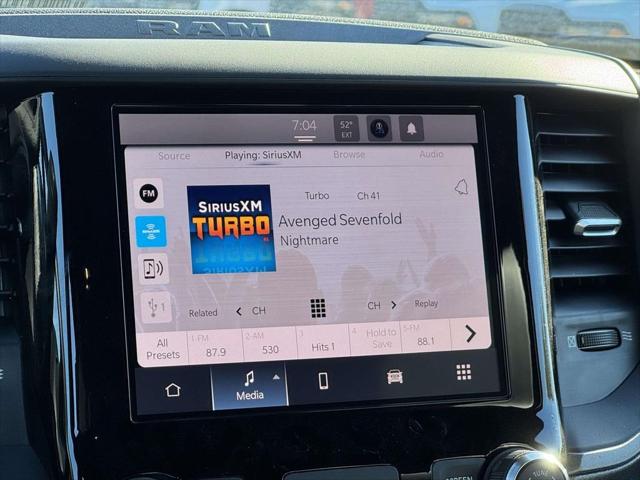 RAM
7:04
52°
EXT
Source
Playing: SiriusXM
Browse
Audio
FM
Turbo
Ch 41
SIRIUSXM
TURBO
Avenged Sevenfold
Nightmare
1
Related
CH
CH
Replay
All
Presets
1-FM
87.9
2-AM
530
3
Hits 1
4
Hold to
Save
5-FM
88.1
Media
SCREEN
TUNE